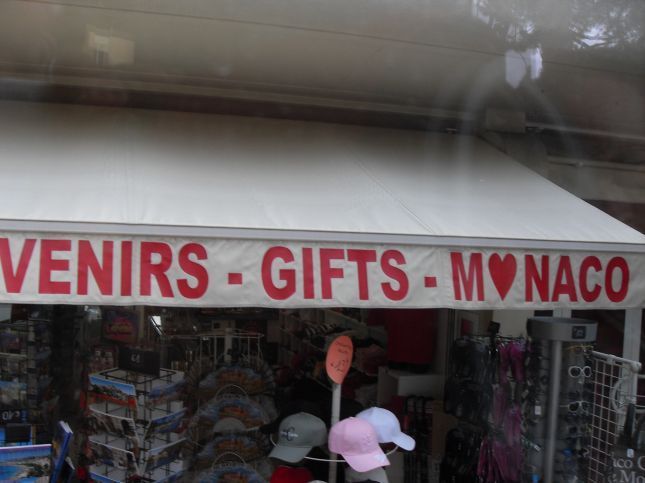 VENIRS - GIFTS - M♥NACO